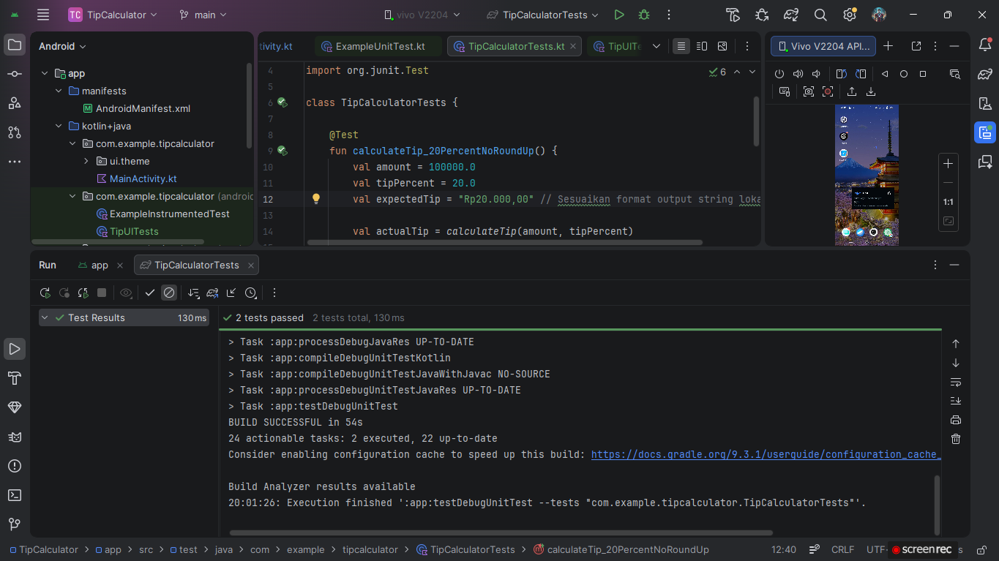 TC TipCalculator main vivo V2204 TipCalculatorTests
Android
app
manifests
AndroidManifest.xml
kotlin+java
com.example.tipcalculator
ui.theme
MainActivity.kt
com.example.tipcalculator (android
ExampleInstrumentedTest
TipUITests
tivity.kt ExampleUnitTest.kt TipCalculatorTests.kt TipUITe
6
4 import org.junit.Test
5
6 class TipCalculatorTests {
7
8 @Test
9 fun calculateTip_20PercentNoRoundUp() {
10 val amount = 100000.0
11 val tipPercent = 20.0
12 val expectedTip = "Rp20.000,00" // Sesuaikan format output string loka
13
14 val actualTip = calculateTip(amount, tipPercent)
Vivo V2204 API...
1:1
Run app TipCalculatorTests
Test Results 130 ms
2 tests passed 2 tests total, 130 ms
> Task :app:processDebugJavaRes UP-TO-DATE
> Task :app:compileDebugUnitTestKotlin
> Task :app:compileDebugUnitTestJavaWithJavac NO-SOURCE
> Task :app:processDebugUnitTestJavaRes UP-TO-DATE
> Task :app:testDebugUnitTest
BUILD SUCCESSFUL in 54s
24 actionable tasks: 2 executed, 22 up-to-date
Consider enabling configuration cache to speed up this build: https://docs.gradle.org/9.3.1/userguide/configuration_cache_
Build Analyzer results available
20:01:26: Execution finished ':app:testDebugUnitTest --tests "com.example.tipcalculator.TipCalculatorTests"'.
TipCalculator > app > src > test > java > com > example > tipcalculator > TipCalculatorTests > calculateTip_20PercentNoRoundUp 12:40 CRLF UTF- screenrec s